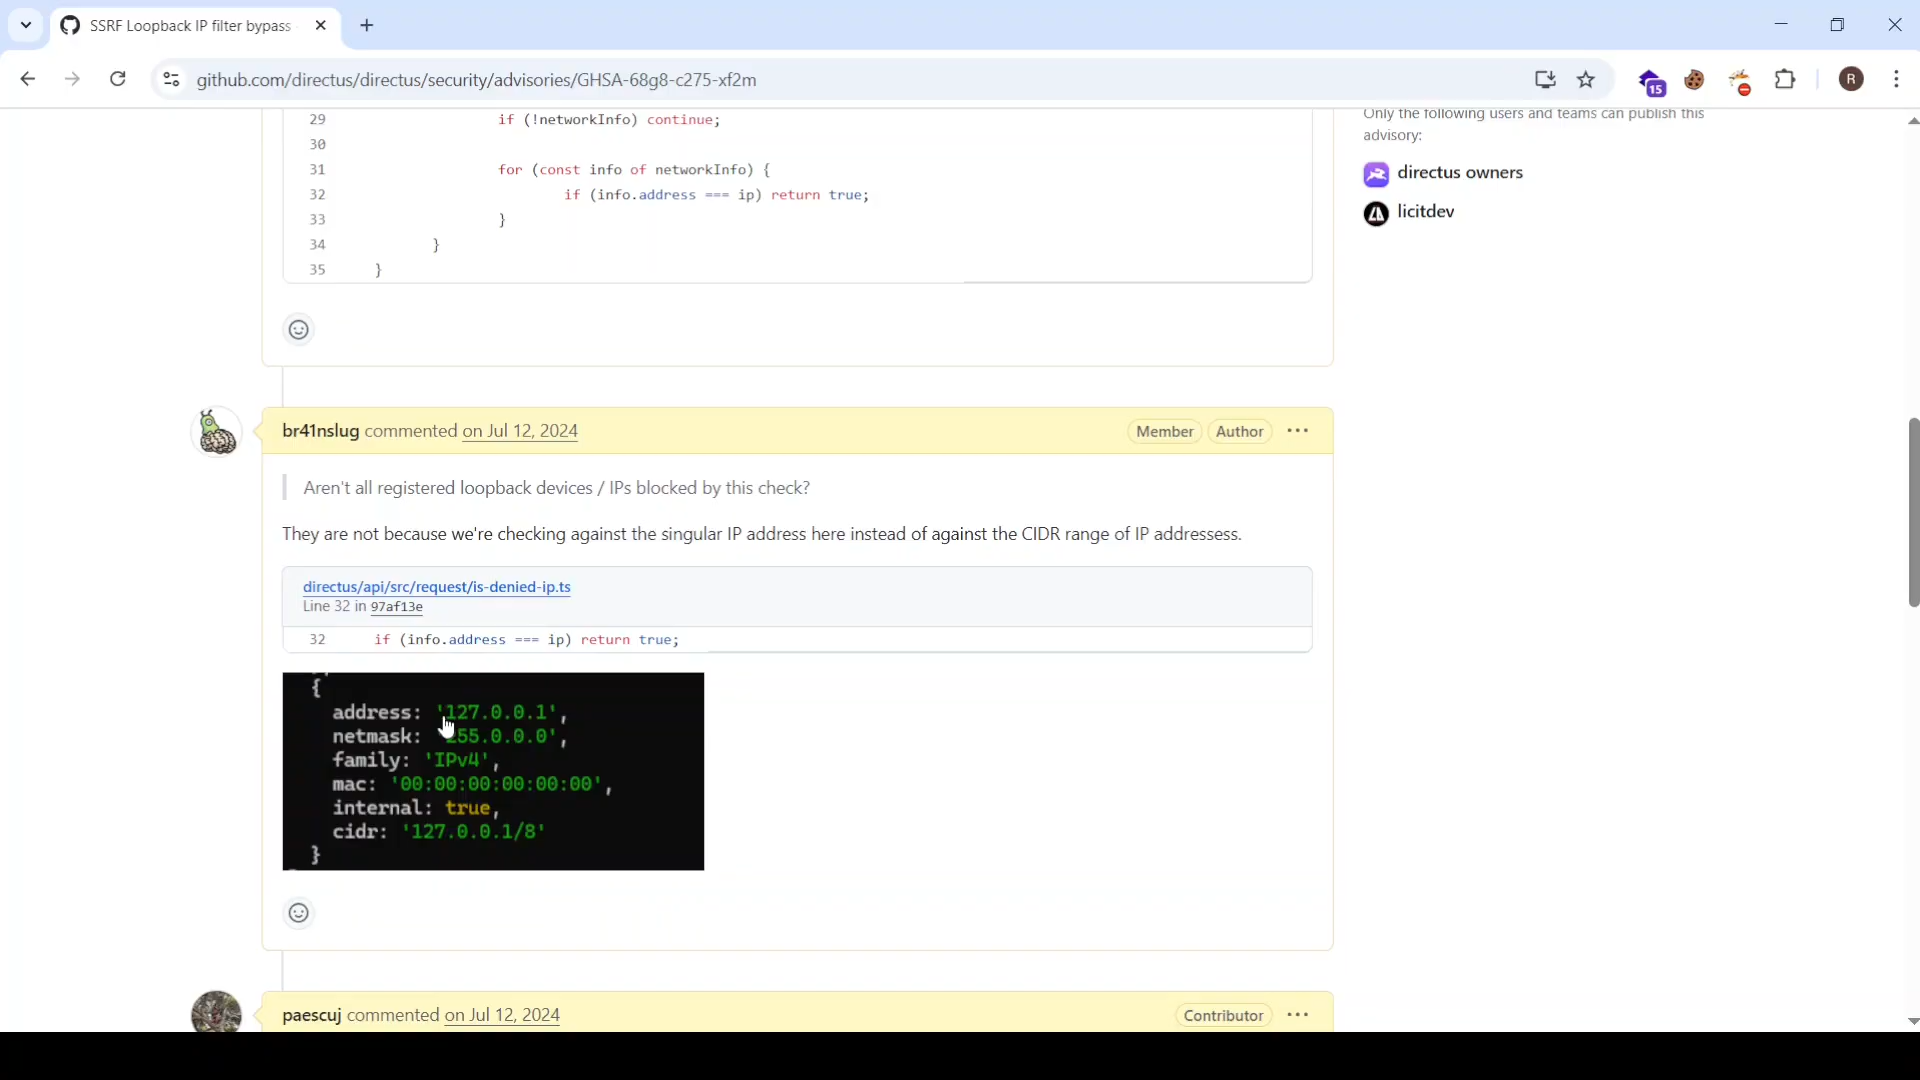 SSRF Loopback IP filter bypass
github.com/directus/directus/security/advisories/GHSA-68g8-c275-xf2m
15
R
29 if (!networkInfo) continue;
30
31 for (const info of networkInfo) {
32 if (info.address === ip) return true;
33 }
34 }
35 }
Only the following users and teams can publish this
advisory:
directus owners
licitdev
br41nslug commented on Jul 12, 2024
Member
Author
Aren't all registered loopback devices / IPs blocked by this check?
They are not because we're checking against the singular IP address here instead of against the CIDR range of IP addressess.
directus/api/src/request/is-denied-ip.ts
Line 32 in 97af13e
32 if (info.address === ip) return true;
{
address: '127.0.0.1',
netmask: '255.0.0.0',
family: 'IPv4',
mac: '00:00:00:00:00:00',
internal: true,
cidr: '127.0.0.1/8'
}
paescuj commented on Jul 12, 2024
Contributor